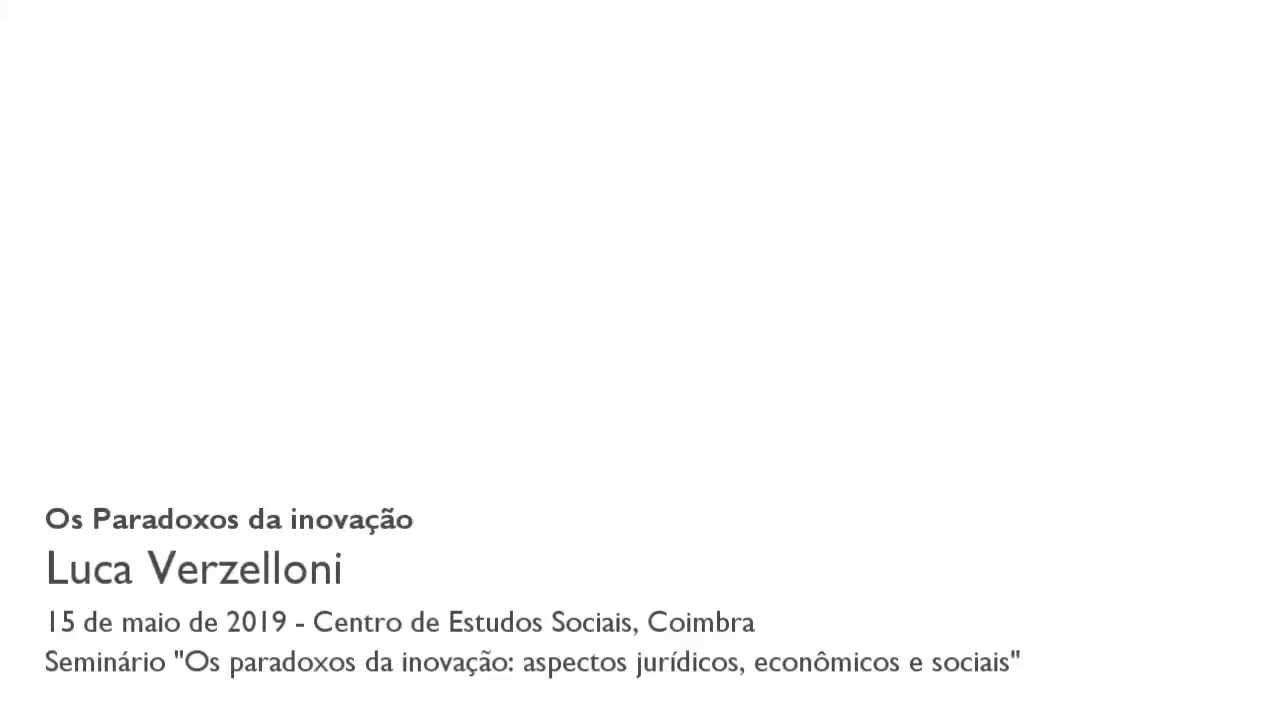 Os Paradoxos da inovação
Luca Verzelloni
15 de maio de 2019 - Centro de Estudos Sociais, Coimbra
Seminário "Os paradoxos da inovação: aspectos jurídicos, econômicos e sociais"